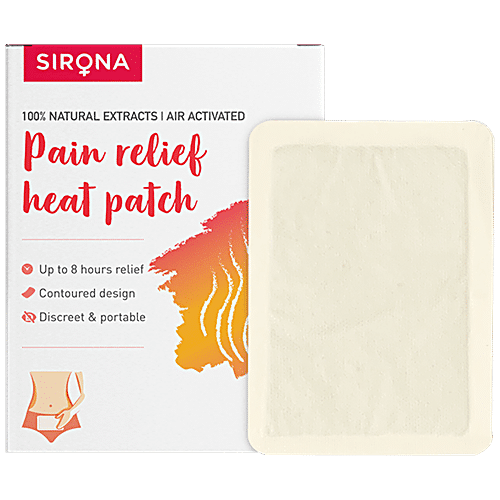 SIRONA
100% NATURAL EXTRACTS | AIR ACTIVATED
Pain relief
heat patch
Up to 8 hours relief
Contoured design
Discreet & portable